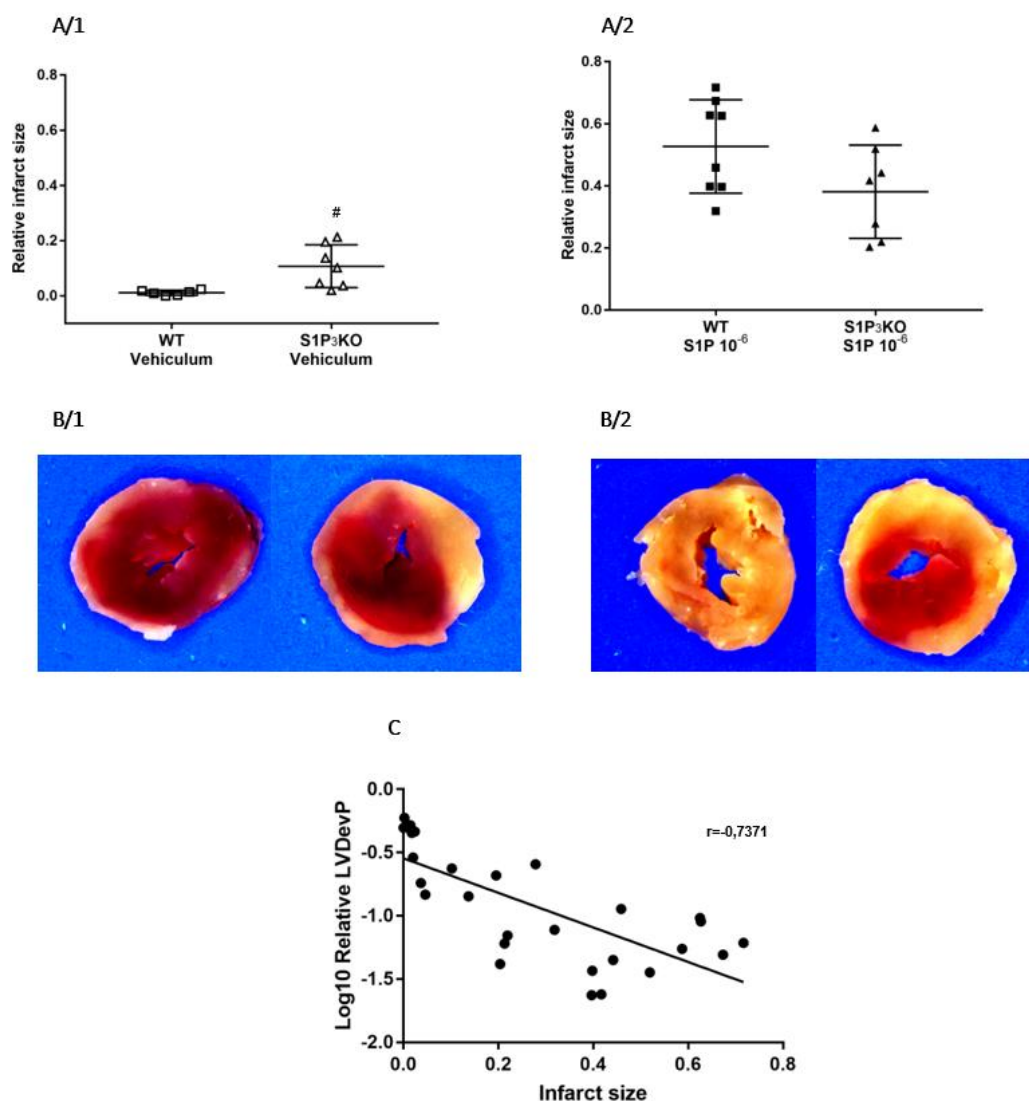 A/1
A/2
Relative infarct size
0.8
0.6
0.4
0.2
0.0
#
WT
Vehiculum
S1P₃KO
Vehiculum
Relative infarct size
0.8
0.6
0.4
0.2
0.0
WT
S1P 10⁻⁶
S1P₃KO
S1P 10⁻⁶
B/1
B/2
C
Log10 Relative LVDevP
0.0
-0.5
-1.0
-1.5
-2.0
r=-0,7371
0.0 0.2 0.4 0.6 0.8
Infarct size